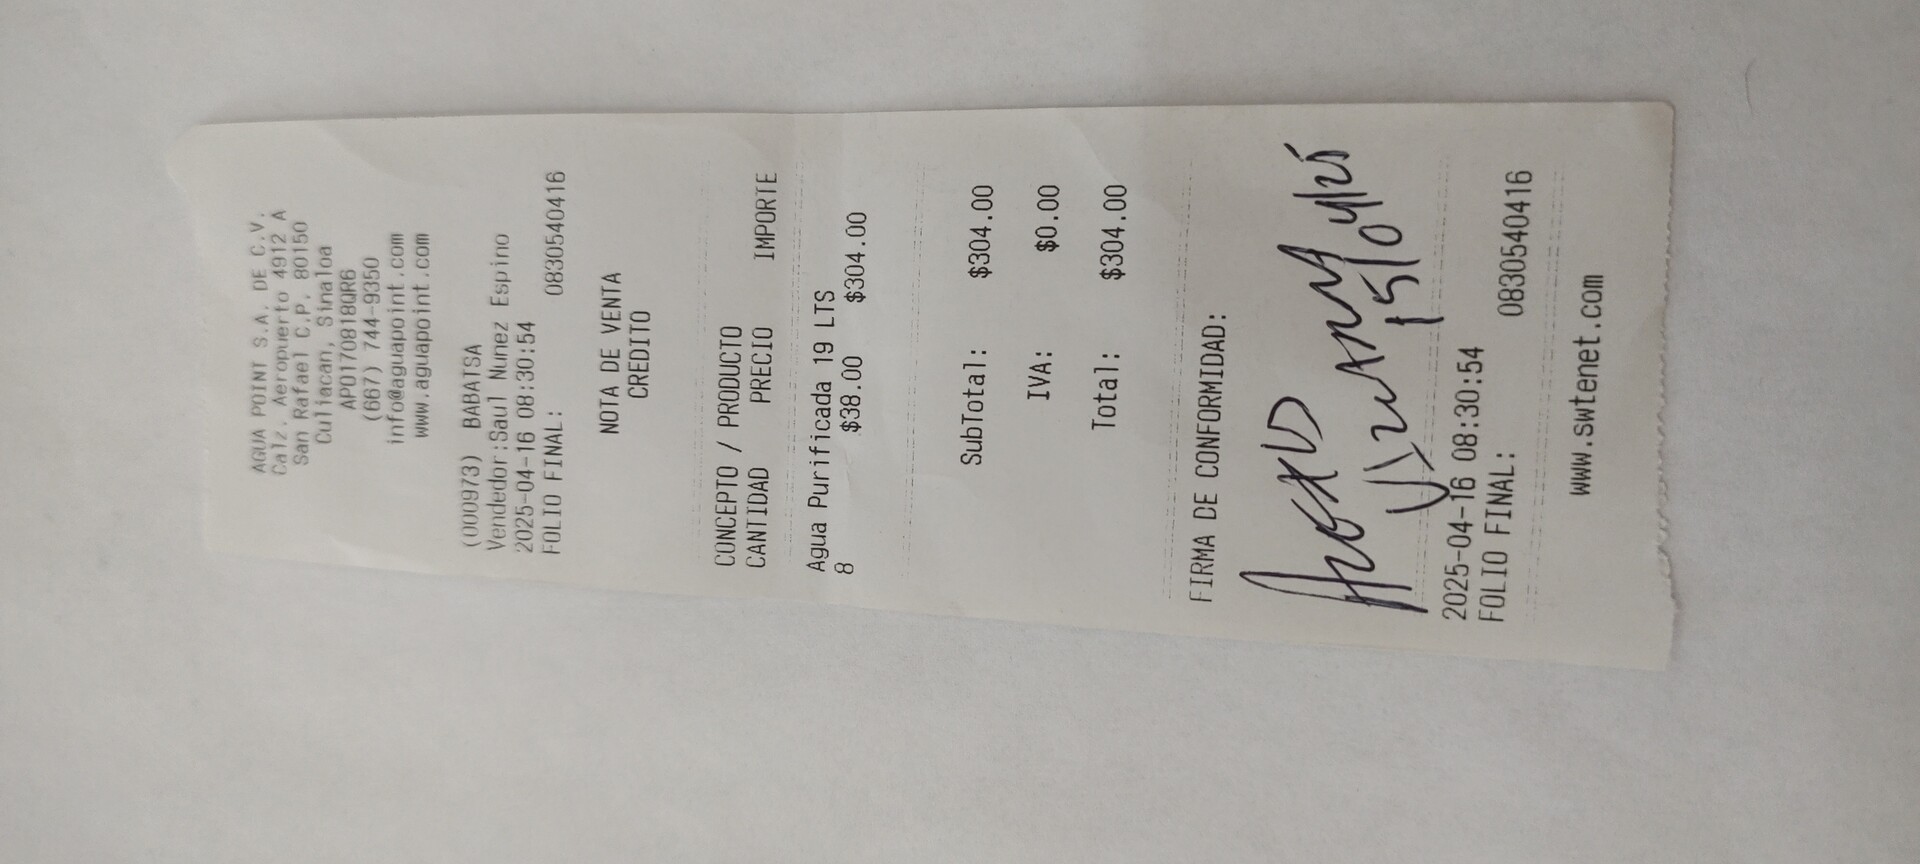 AGUA POINT S.A. DE C.V.
Calz. Aeropuerto 4912 A
San Rafael C.P. 80150
Culiacan, Sinaloa
APO170818QR6
(667) 744-9350
info@aguapoint.com
www.aguapoint.com
(000973) BABATSA
Vendedor:Saul Nunez Espino
2025-04-16 08:30:54
FOLIO FINAL: 0830540416
NOTA DE VENTA
CREDITO
CONCEPTO / PRODUCTO
CANTIDAD PRECIO IMPORTE
Agua Purificada 19 LTS
8 $38.00 $304.00
SubTotal: $304.00
IVA: $0.00
Total: $304.00
FIRMA DE CONFORMIDAD:
2025-04-16 08:30:54
FOLIO FINAL: 0830540416
www.swtenet.com